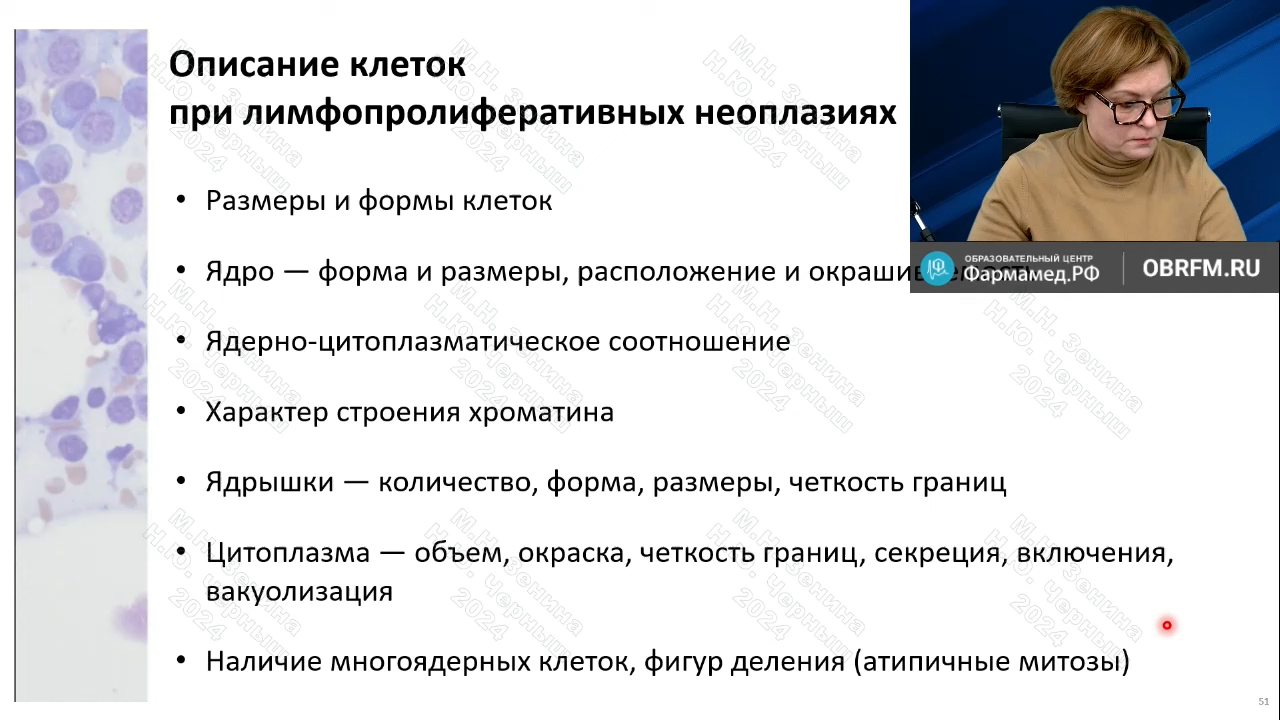 Описание клеток
при лимфопролиферативных неоплазиях
• Размеры и формы клеток
• Ядро — форма и размеры, расположение и
ОБРАЗОВАТЕЛЬНЫЙ ЦЕНТР
Фармамед.РФ
OBRFM.RU
• Ядерно-цитоплазматическое соотношение
• Характер строения хроматина
• Ядрышки — количество, форма, размеры, четкость границ
• Цитоплазма — объем, окраска, четкость границ, секреция, включения,
вакуолизация
• Наличие многоядерных клеток, фигур деления (атипичные митозы)
М.Н. Зенина
Н.Ю. Черныш
2024
51